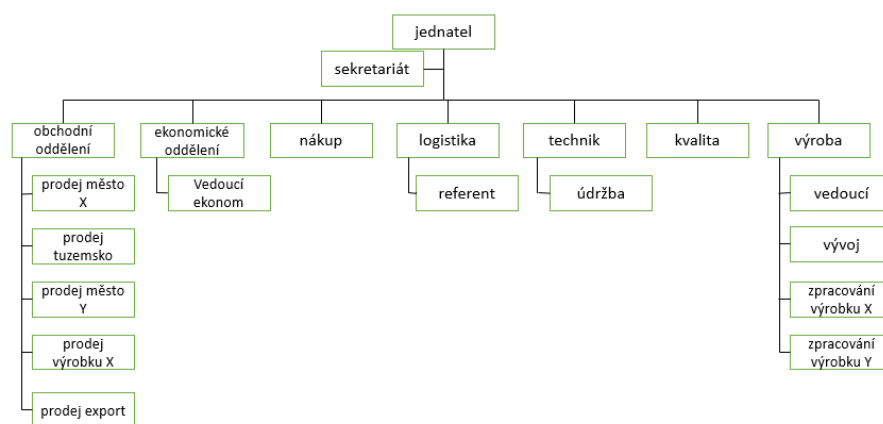 jednatel
sekretariát
obchodní
oddělení
ekonomické
oddělení
nákup
logistika
technik
kvalita
výroba
prodej město
X
Vedoucí
ekonom
referent
údržba
vedoucí
prodej
tuzemsko
vývoj
prodej město
Y
zpracování
výrobku X
prodej
výrobku X
zpracování
výrobku Y
prodej export